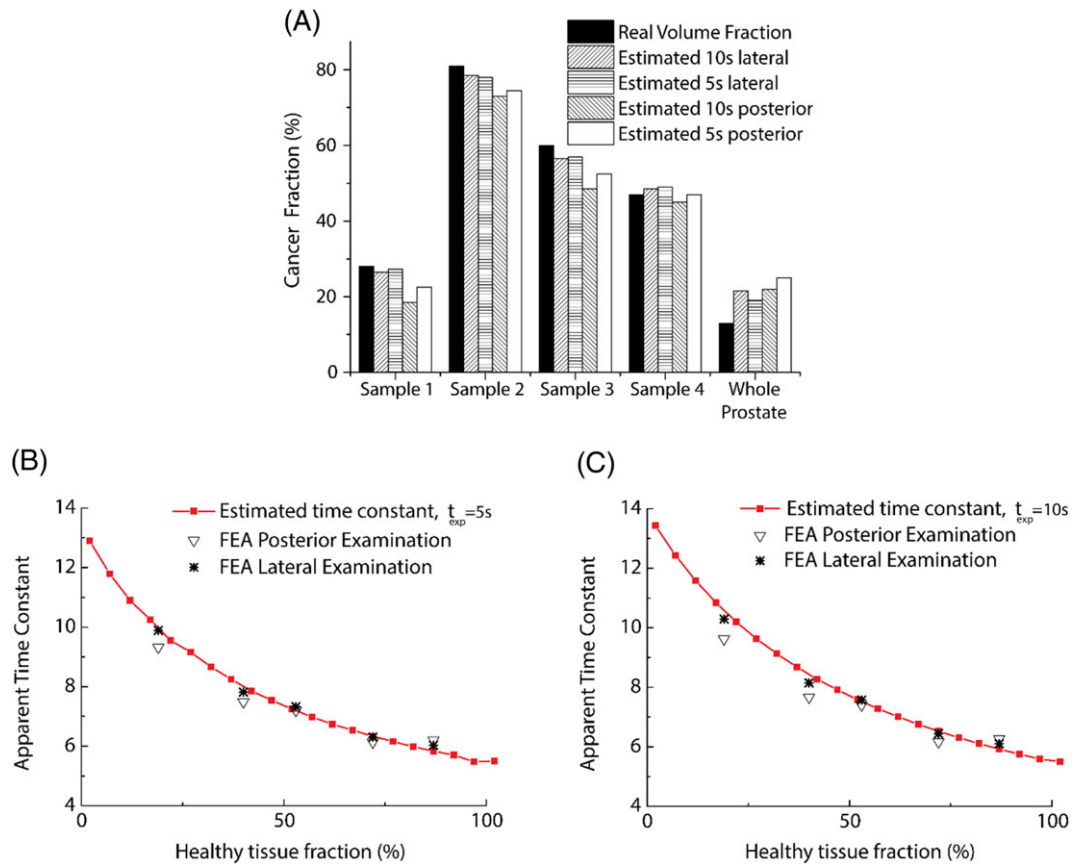 (A)
Real Volume Fraction
Estimated 10s lateral
Estimated 5s lateral
Estimated 10s posterior
Estimated 5s posterior
Cancer Fraction (%)
80
60
40
20
0
Sample 1 Sample 2 Sample 3 Sample 4 Whole
Prostate
(B)
Estimated time constant, t_exp=5s
FEA Posterior Examination
FEA Lateral Examination
Apparent Time Constant
14
12
10
8
6
4
0 50 100
Healthy tissue fraction (%)
(C)
Estimated time constant, t_exp=10s
FEA Posterior Examination
FEA Lateral Examination
Apparent Time Constant
14
12
10
8
6
4
0 50 100
Healthy tissue fraction (%)